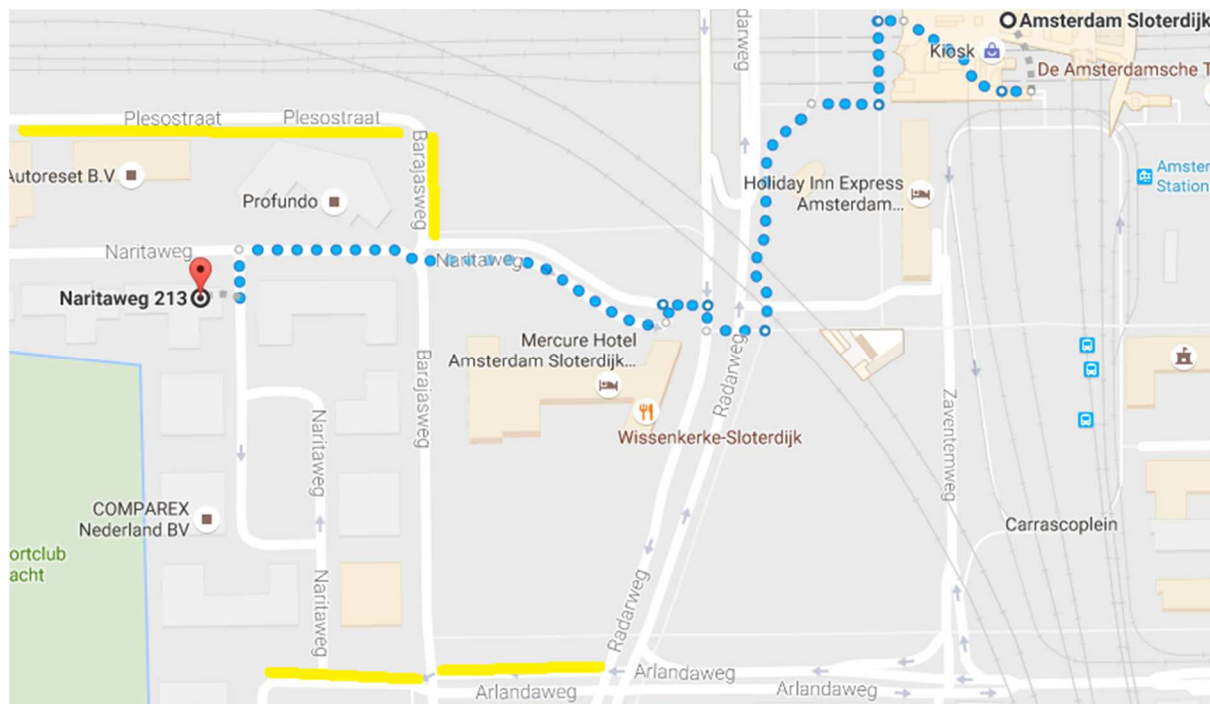 Amsterdam Sloterdijk
Kiosk
De Amsterdamsche T
Radarweg
Plesostraat
Plesostraat
Barajasweg
Autoreset B.V
Profundo
Holiday Inn Express
Amsterdam...
Amster
Station
Naritaweg
Naritaweg
Naritaweg 213
Mercure Hotel
Amsterdam Sloterdijk...
Barajasweg
Radarweg
Wissenkerke-Sloterdijk
Zaventemweg
Naritaweg
COMPAREX
Nederland BV
Carrascoplein
ortclub
acht
Naritaweg
Radarweg
Arlandaweg
Arlandaweg
Arlandaweg